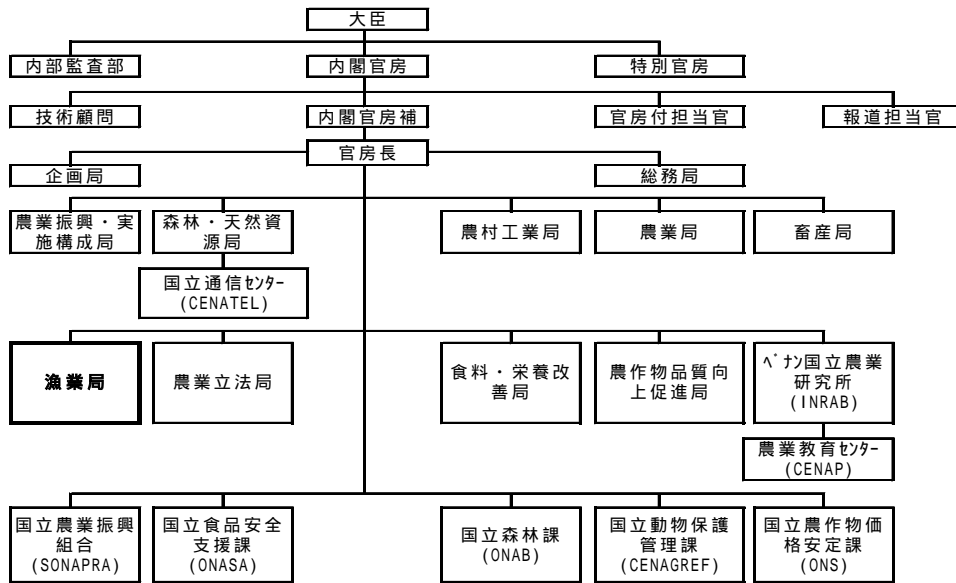 大臣
内部監査部
内閣官房
特別官房
技術顧問
内閣官房補
官房付担当官
報道担当官
官房長
企画局
総務局
農業振興・実
施構成局
森林・天然資
源局
農村工業局
農業局
畜産局
国立通信ｾﾝﾀｰ
(CENATEL)
漁業局
農業立法局
食料・栄養改
善局
農作物品質向
上促進局
ﾍﾞﾅﾝ国立農業
研究所
(INRAB)
農業教育ｾﾝﾀｰ
(CENAP)
国立農業振興
組合
(SONAPRA)
国立食品安全
支援課
(ONASA)
国立森林課
(ONAB)
国立動物保護
管理課
(CENAGREF)
国立農作物価
格安定課
(ONS)